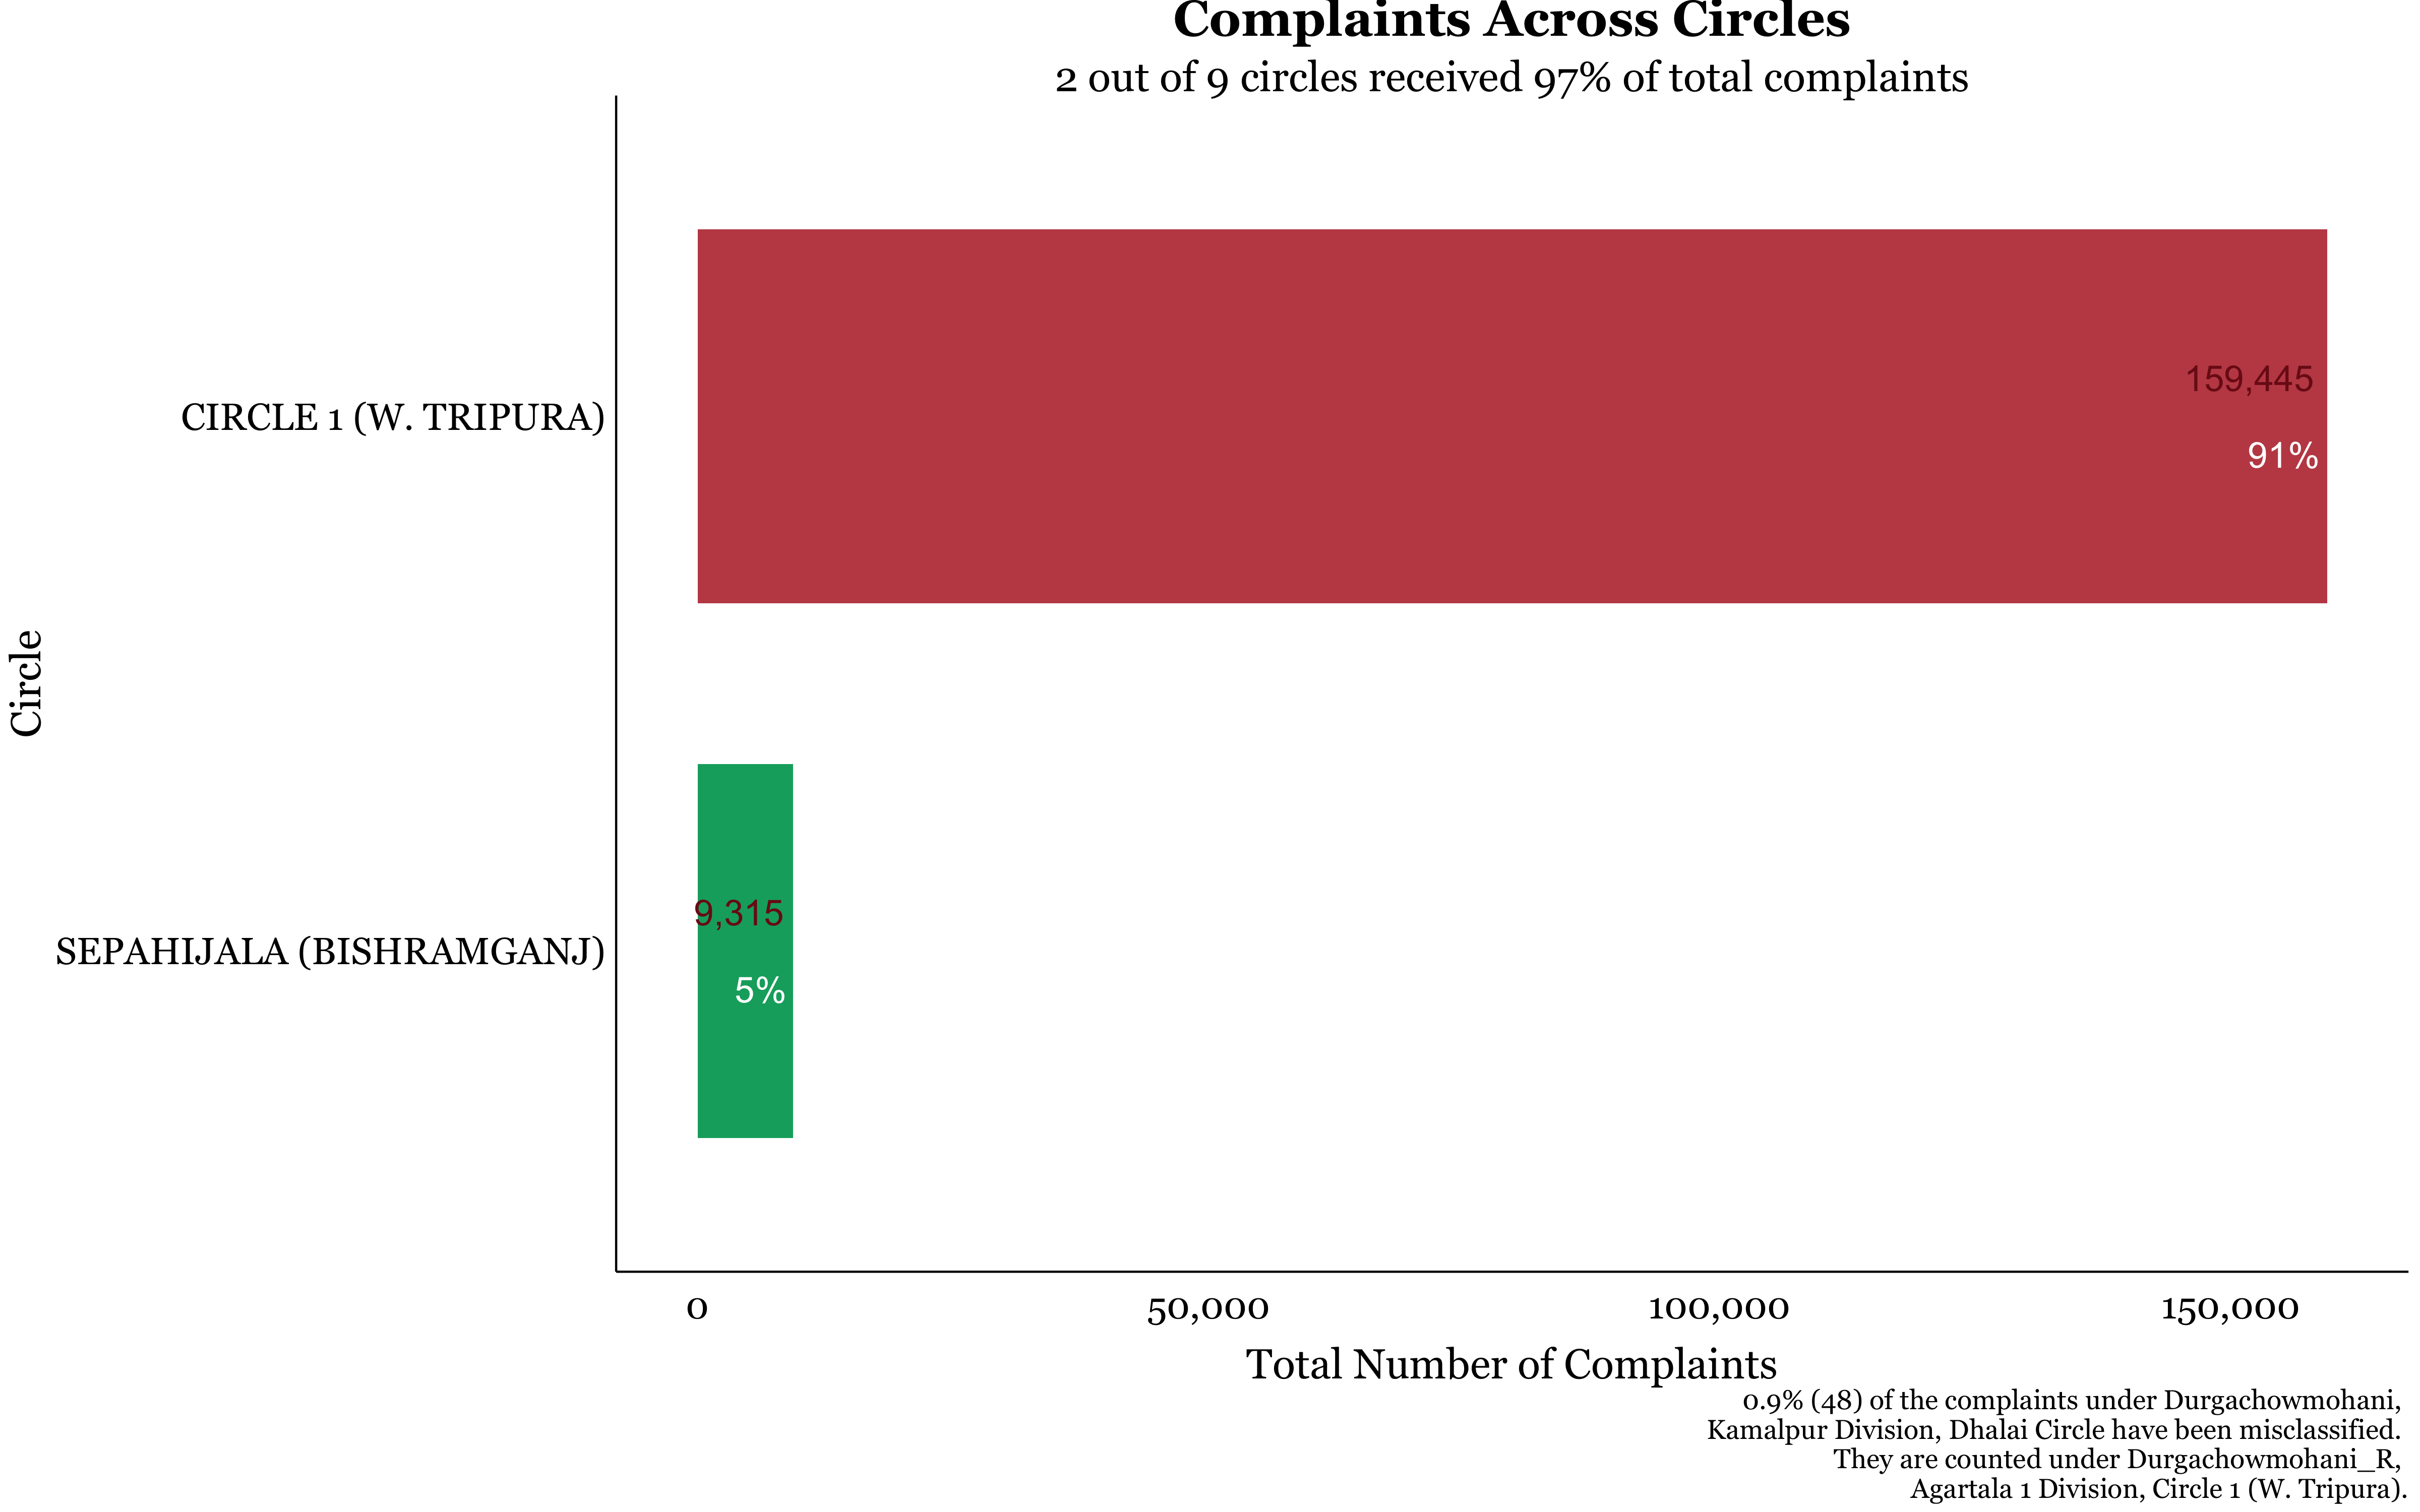 Complaints Across Circles
2 out of 9 circles received 97% of total complaints
CIRCLE 1 (W. TRIPURA)
159,445
91%
Circle
SEPAHIJALA (BISHRAMGANJ)
9,315
5%
0
50,000
100,000
150,000
Total Number of Complaints
0.9% (48) of the complaints under Durgachowmohani,
Kamalpur Division, Dhalai Circle have been misclassified.
They are counted under Durgachowmohani_R,
Agartala 1 Division, Circle 1 (W. Tripura).